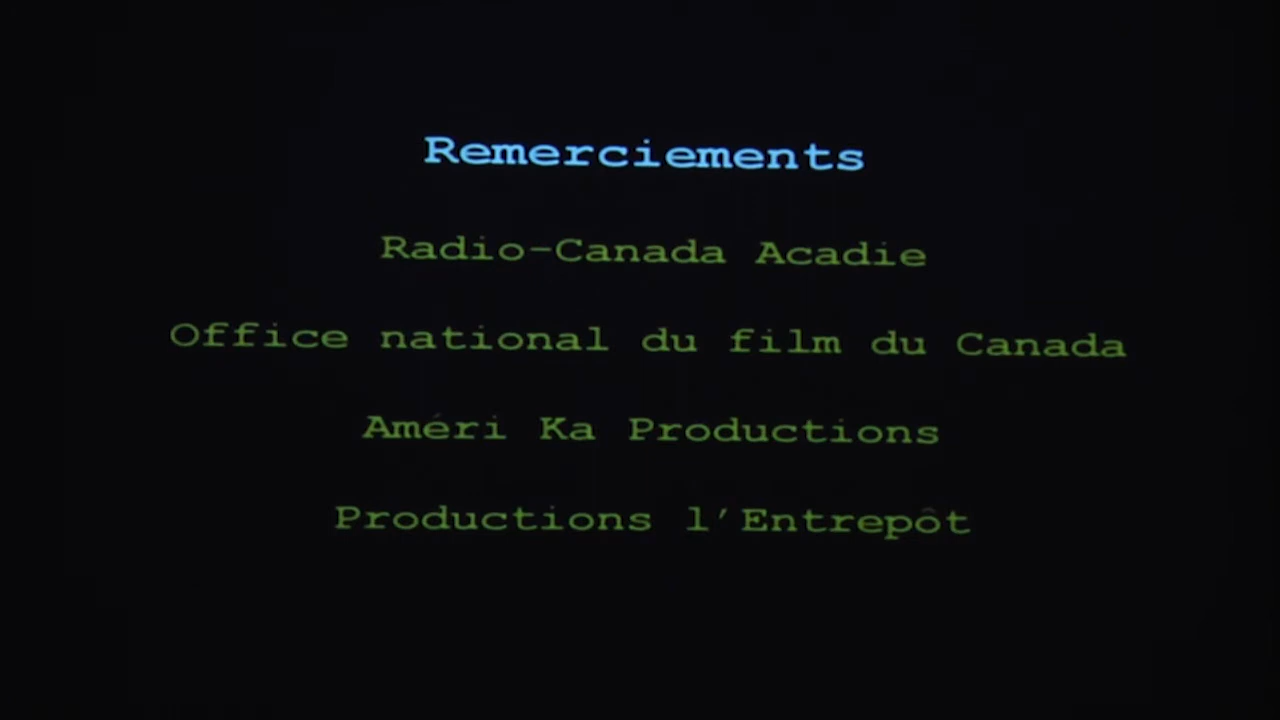 Remerciements
Radio-Canada Acadie
Office national du film du Canada
Améri Ka Productions
Productions l'Entrepôt